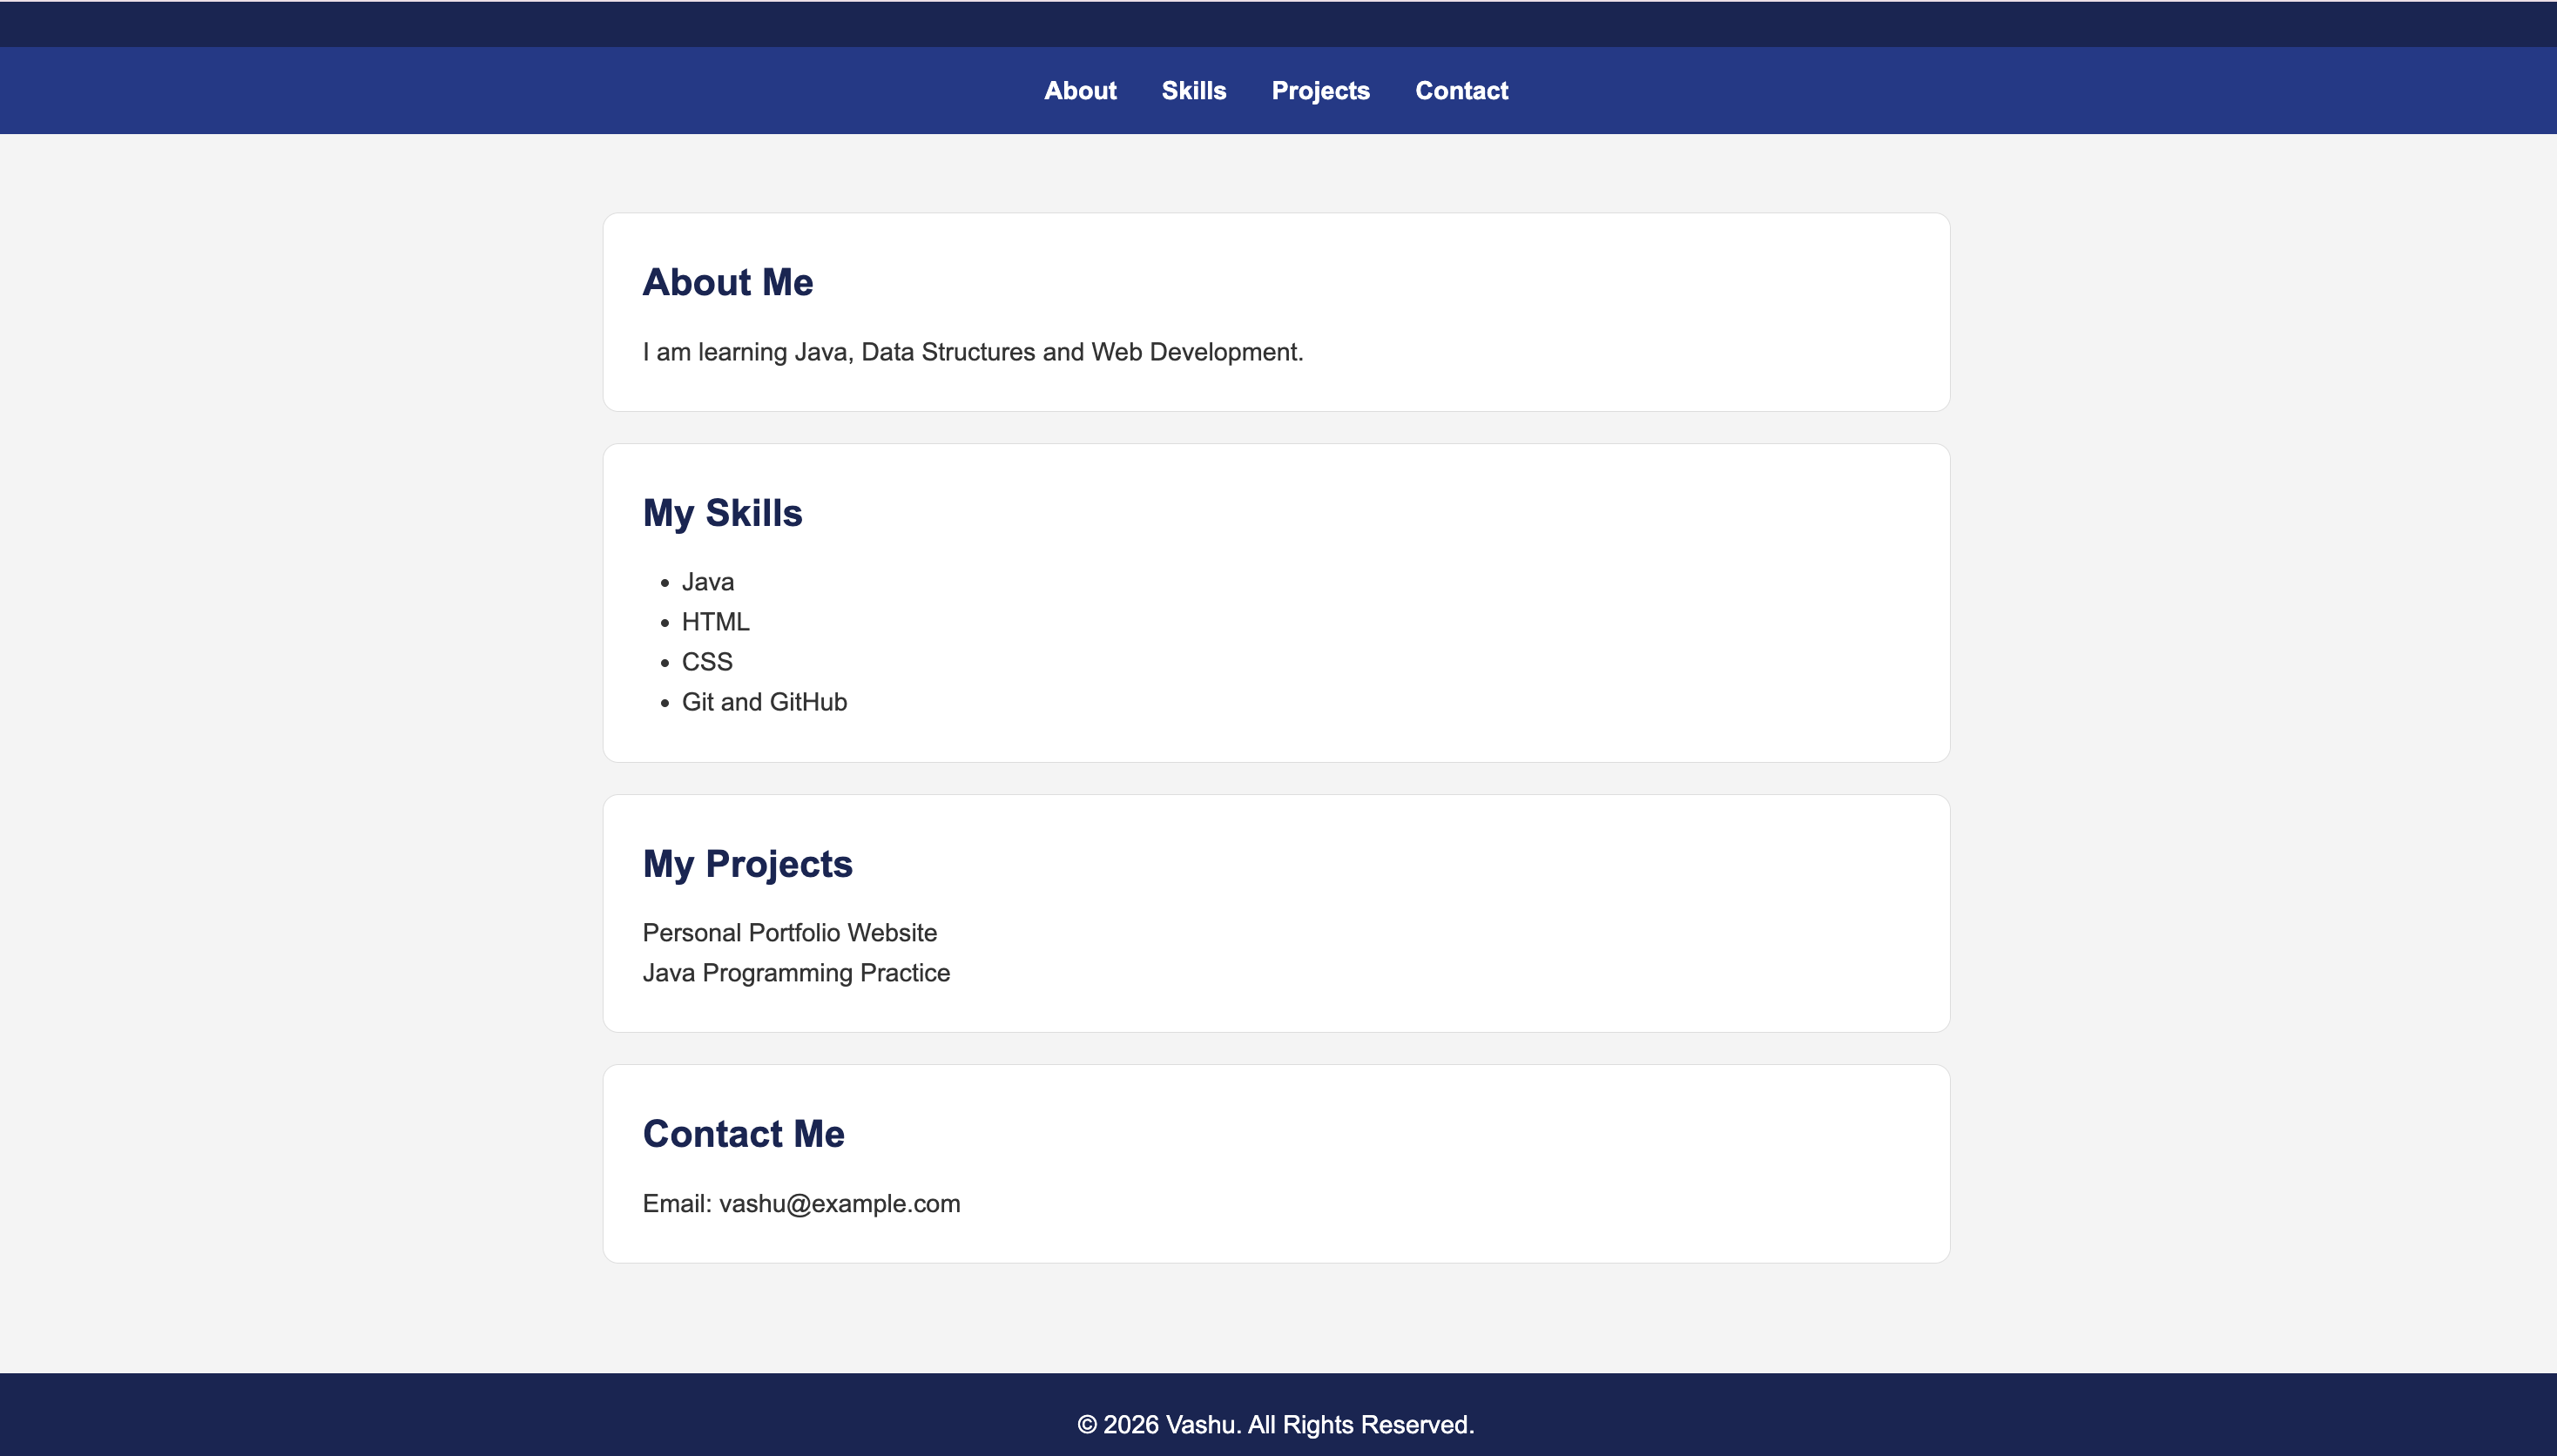 About Skills Projects Contact
About Me
I am learning Java, Data Structures and Web Development.
My Skills
• Java
• HTML
• CSS
• Git and GitHub
My Projects
Personal Portfolio Website
Java Programming Practice
Contact Me
Email: vashu@example.com
© 2026 Vashu. All Rights Reserved.